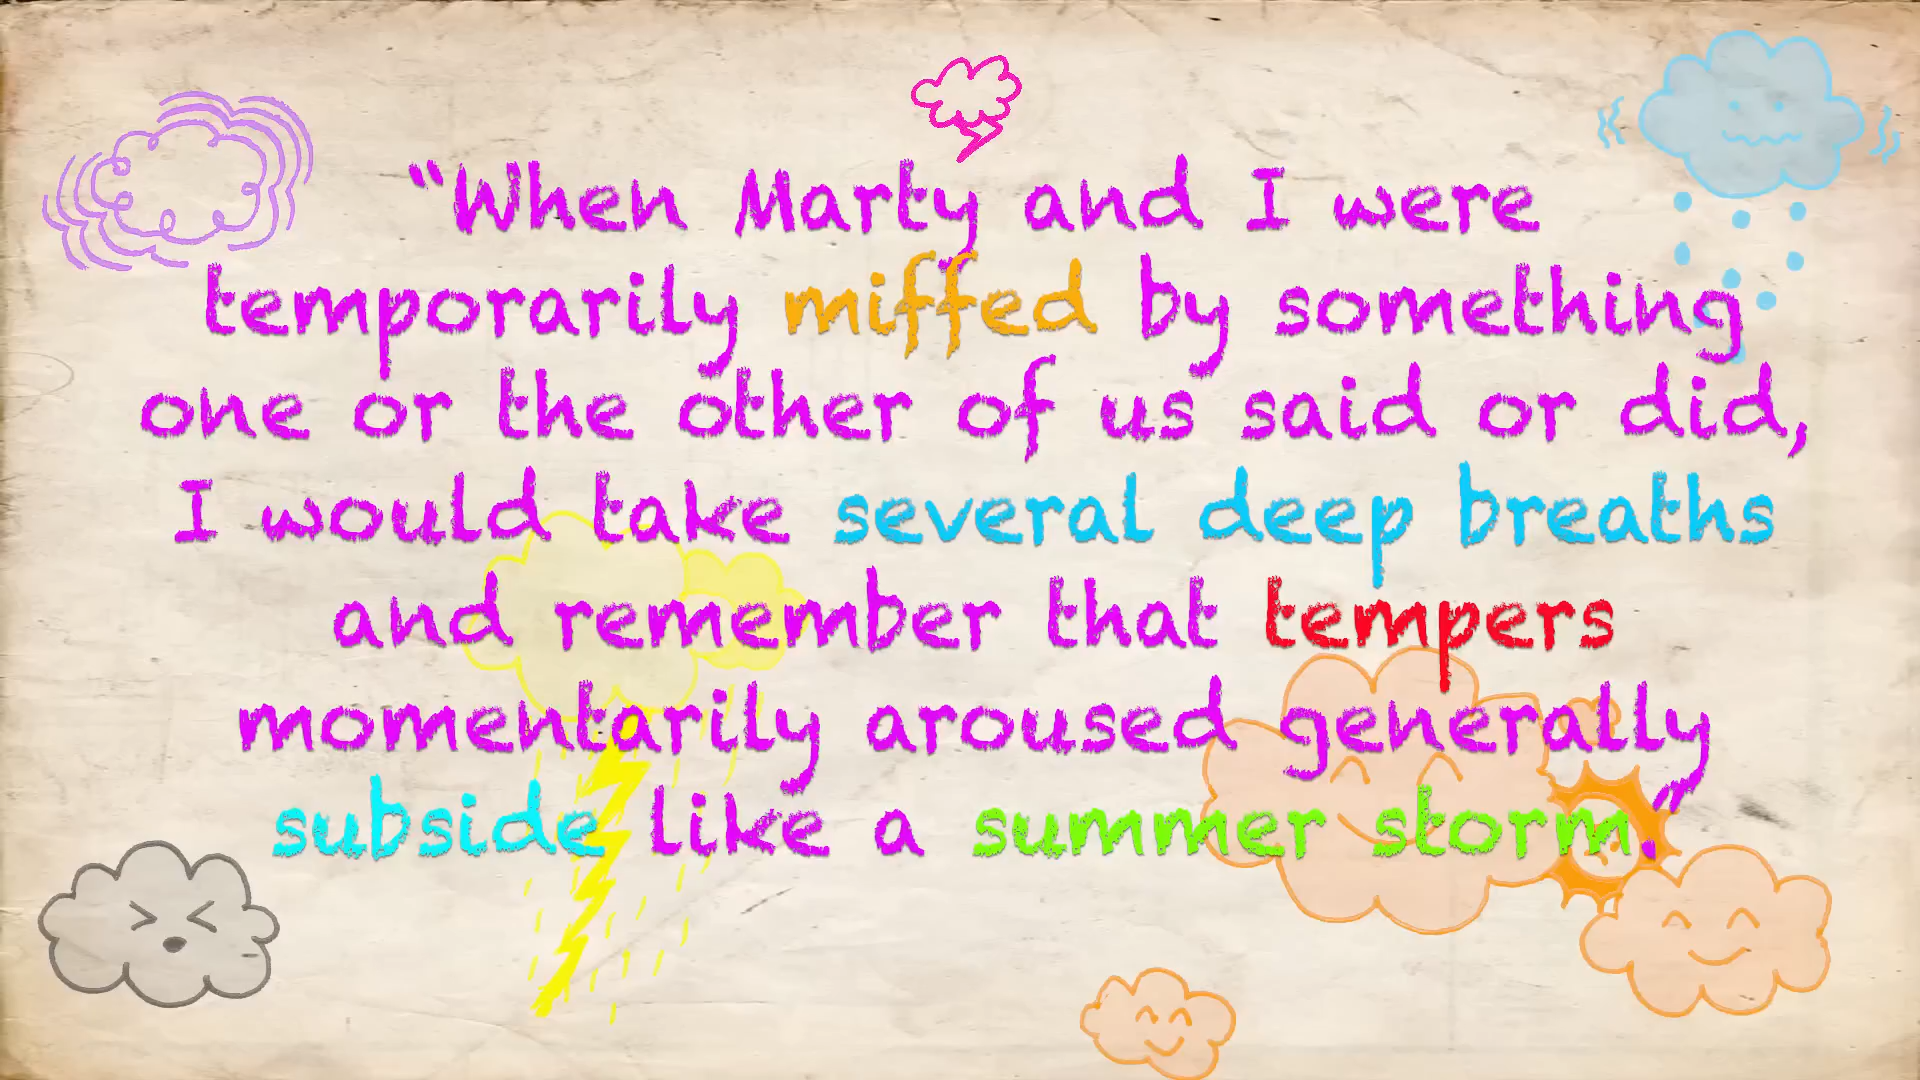 “When Marty and I were
temporarily miffed by something
one or the other of us said or did,
I would take several deep breaths
and remember that tempers
momentarily aroused generally
subside like a summer storm.”